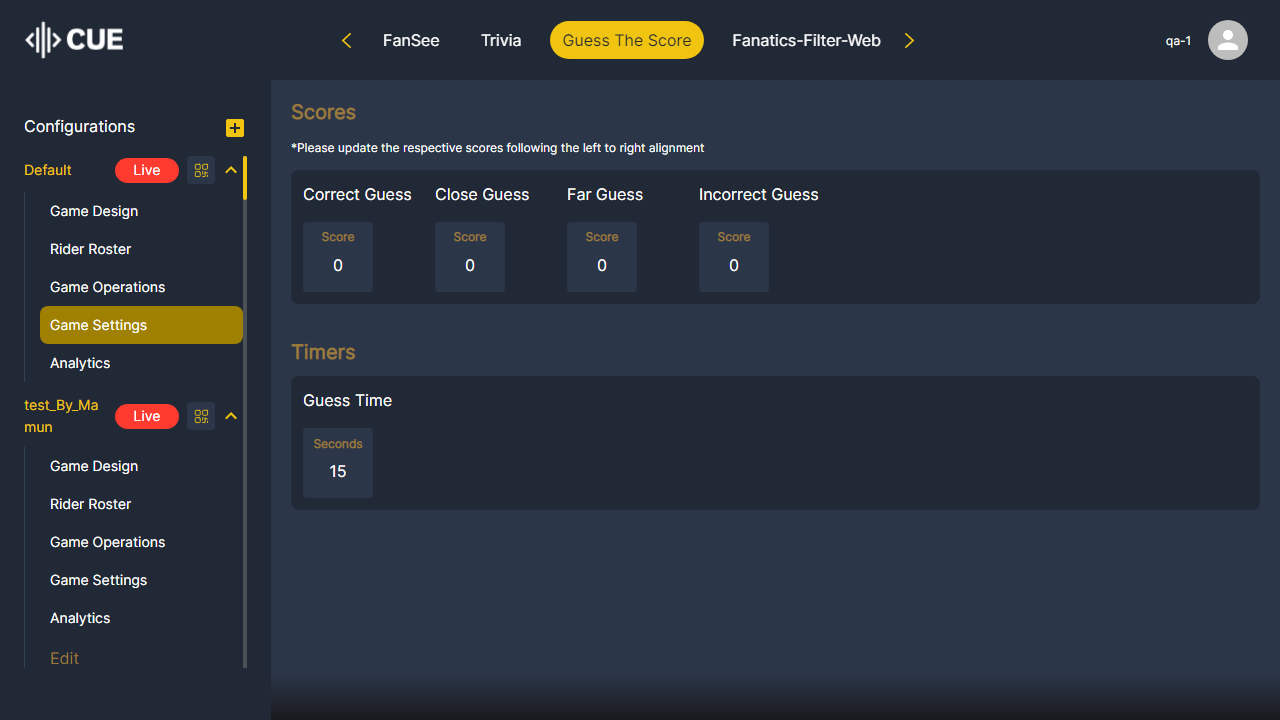 CUE
FanSee
Trivia
Guess The Score
Fanatics-Filter-Web
qa-1
Configurations
Default
Live
Game Design
Rider Roster
Game Operations
Game Settings
Analytics
test_By_Ma
mun
Live
Game Design
Rider Roster
Game Operations
Game Settings
Analytics
Edit
Scores
*Please update the respective scores following the left to right alignment
Correct Guess
Close Guess
Far Guess
Incorrect Guess
Score
Score
Score
Score
0
0
0
0
Timers
Guess Time
Seconds
15